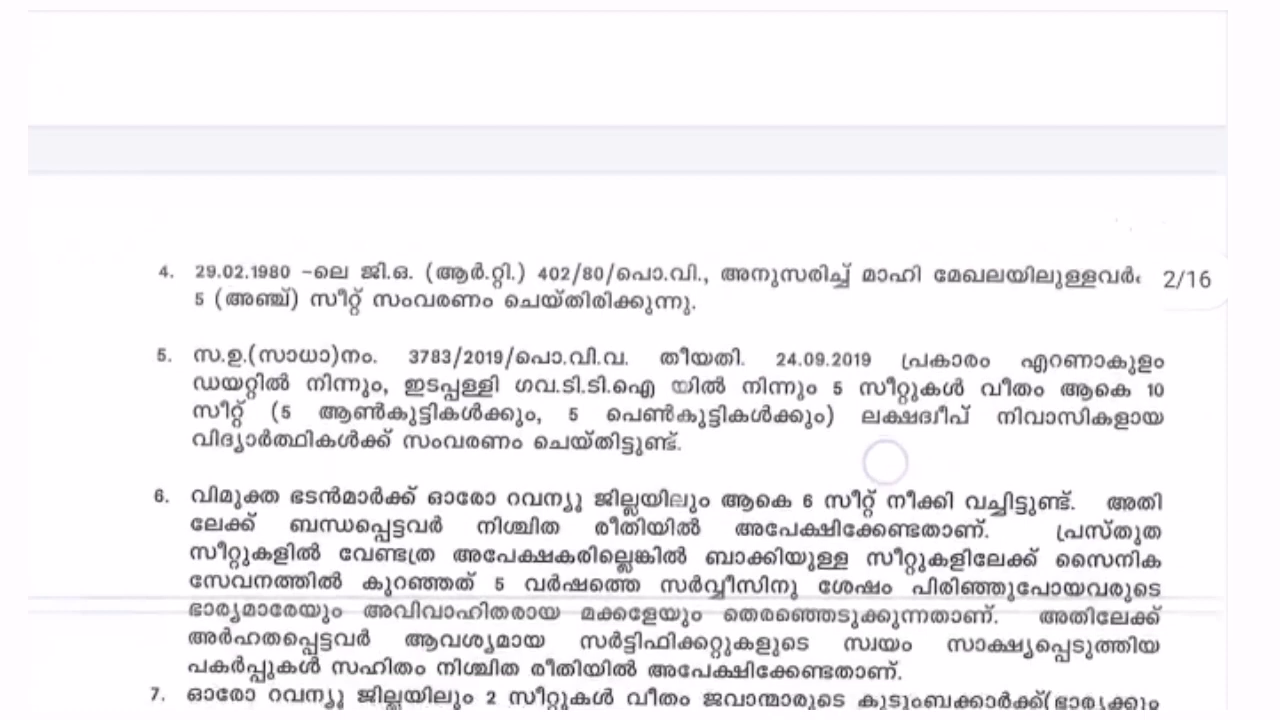 4. 29.02.1980 -ലെ ജി.ഒ. (ആർ.റ്റി.) 402/80/പൊ.വി., അനുസരിച്ച് മാഹി മേഖലയിലുള്ളവർ
2/16
5 (അഞ്ച്) സീറ്റ് സംവരണം ചെയ്തിരിക്കുന്നു.
5. സ.ഉ.(സാധാ)നം. 3783/2019/പൊ.വി.വ. തീയതി. 24.09.2019 പ്രകാരം എറണാകുളം
ഡയറ്റിൽ നിന്നും, ഇടപ്പള്ളി ഗവ.ടി.ടി.ഐ യിൽ നിന്നും 5 സീറ്റുകൾ വീതം ആകെ 10
സീറ്റ് (5 ആൺകുട്ടികൾക്കും, 5 പെൺകുട്ടികൾക്കും) ലക്ഷദ്വീപ് നിവാസികളായ
വിദ്യാർത്ഥികൾക്ക് സംവരണം ചെയ്തിട്ടുണ്ട്.
6. വിമുക്ത ഭടൻമാർക്ക് ഓരോ റവന്യൂ ജില്ലയിലും ആകെ 6 സീറ്റ് നീക്കി വച്ചിട്ടുണ്ട്. അതി
ലേക്ക് ബന്ധപ്പെട്ടവർ നിശ്ചിത രീതിയിൽ അപേക്ഷിക്കേണ്ടതാണ്. പ്രസ്തുത
സീറ്റുകളിൽ വേണ്ടത്ര അപേക്ഷകരില്ലെങ്കിൽ ബാക്കിയുള്ള സീറ്റുകളിലേക്ക് സൈനിക
സേവനത്തിൽ കുറഞ്ഞത് 5 വർഷത്തെ സർവ്വീസിനു ശേഷം പിരിഞ്ഞുപോയവരുടെ
ഭാര്യമാരേയും അവിവാഹിതരായ മക്കളേയും തെരഞ്ഞെടുക്കുന്നതാണ്. അതിലേക്ക്
അർഹതപ്പെട്ടവർ ആവശ്യമായ സർട്ടിഫിക്കറ്റുകളുടെ സ്വയം സാക്ഷ്യപ്പെടുത്തിയ
പകർപ്പുകൾ സഹിതം നിശ്ചിത രീതിയിൽ അപേക്ഷിക്കേണ്ടതാണ്.
7. ഓരോ റവന്യൂ ജില്ലയിലും 2 സീറ്റുകൾ വീതം ജവാന്മാരുടെ കുടുംബക്കാർക്ക്(ഭാര്യക്കും